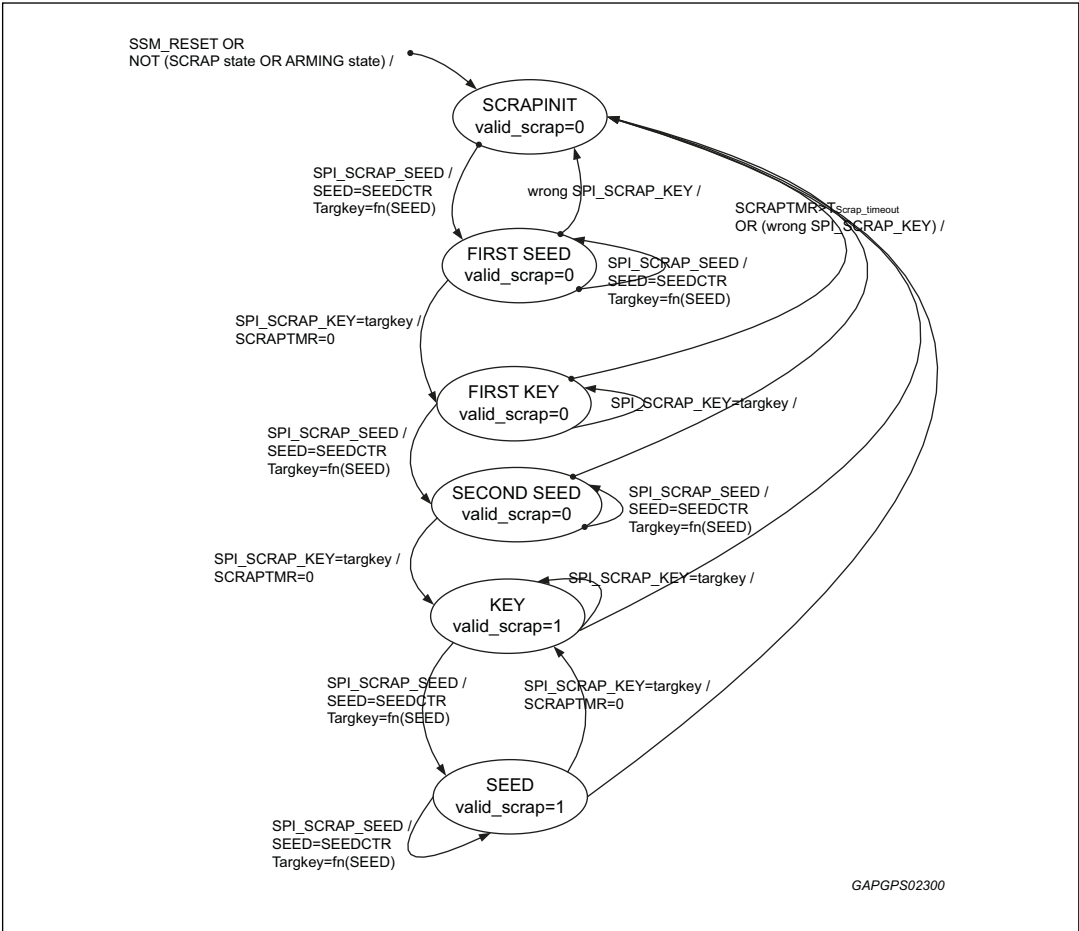 SSM_RESET OR
NOT (SCRAP state OR ARMING state) /
SCRAPINIT
valid_scrap=0
SPI_SCRAP_SEED /
SEED=SEEDCTR
Targkey=fn(SEED)
wrong SPI_SCRAP_KEY /
SCRAPTMR>TScrap_timeout
OR (wrong SPI_SCRAP_KEY) /
FIRST SEED
valid_scrap=0
SPI_SCRAP_SEED /
SEED=SEEDCTR
Targkey=fn(SEED)
SPI_SCRAP_KEY=targkey /
SCRAPTMR=0
FIRST KEY
valid_scrap=0
SPI_SCRAP_KEY=targkey /
SPI_SCRAP_SEED /
SEED=SEEDCTR
Targkey=fn(SEED)
SECOND SEED
valid_scrap=0
SPI_SCRAP_SEED /
SEED=SEEDCTR
Targkey=fn(SEED)
SPI_SCRAP_KEY=targkey /
SCRAPTMR=0
SPI_SCRAP_KEY=targkey /
KEY
valid_scrap=1
SPI_SCRAP_SEED /
SEED=SEEDCTR
Targkey=fn(SEED)
SPI_SCRAP_KEY=targkey /
SCRAPTMR=0
SEED
valid_scrap=1
SPI_SCRAP_SEED /
SEED=SEEDCTR
Targkey=fn(SEED)
GAPGPS02300